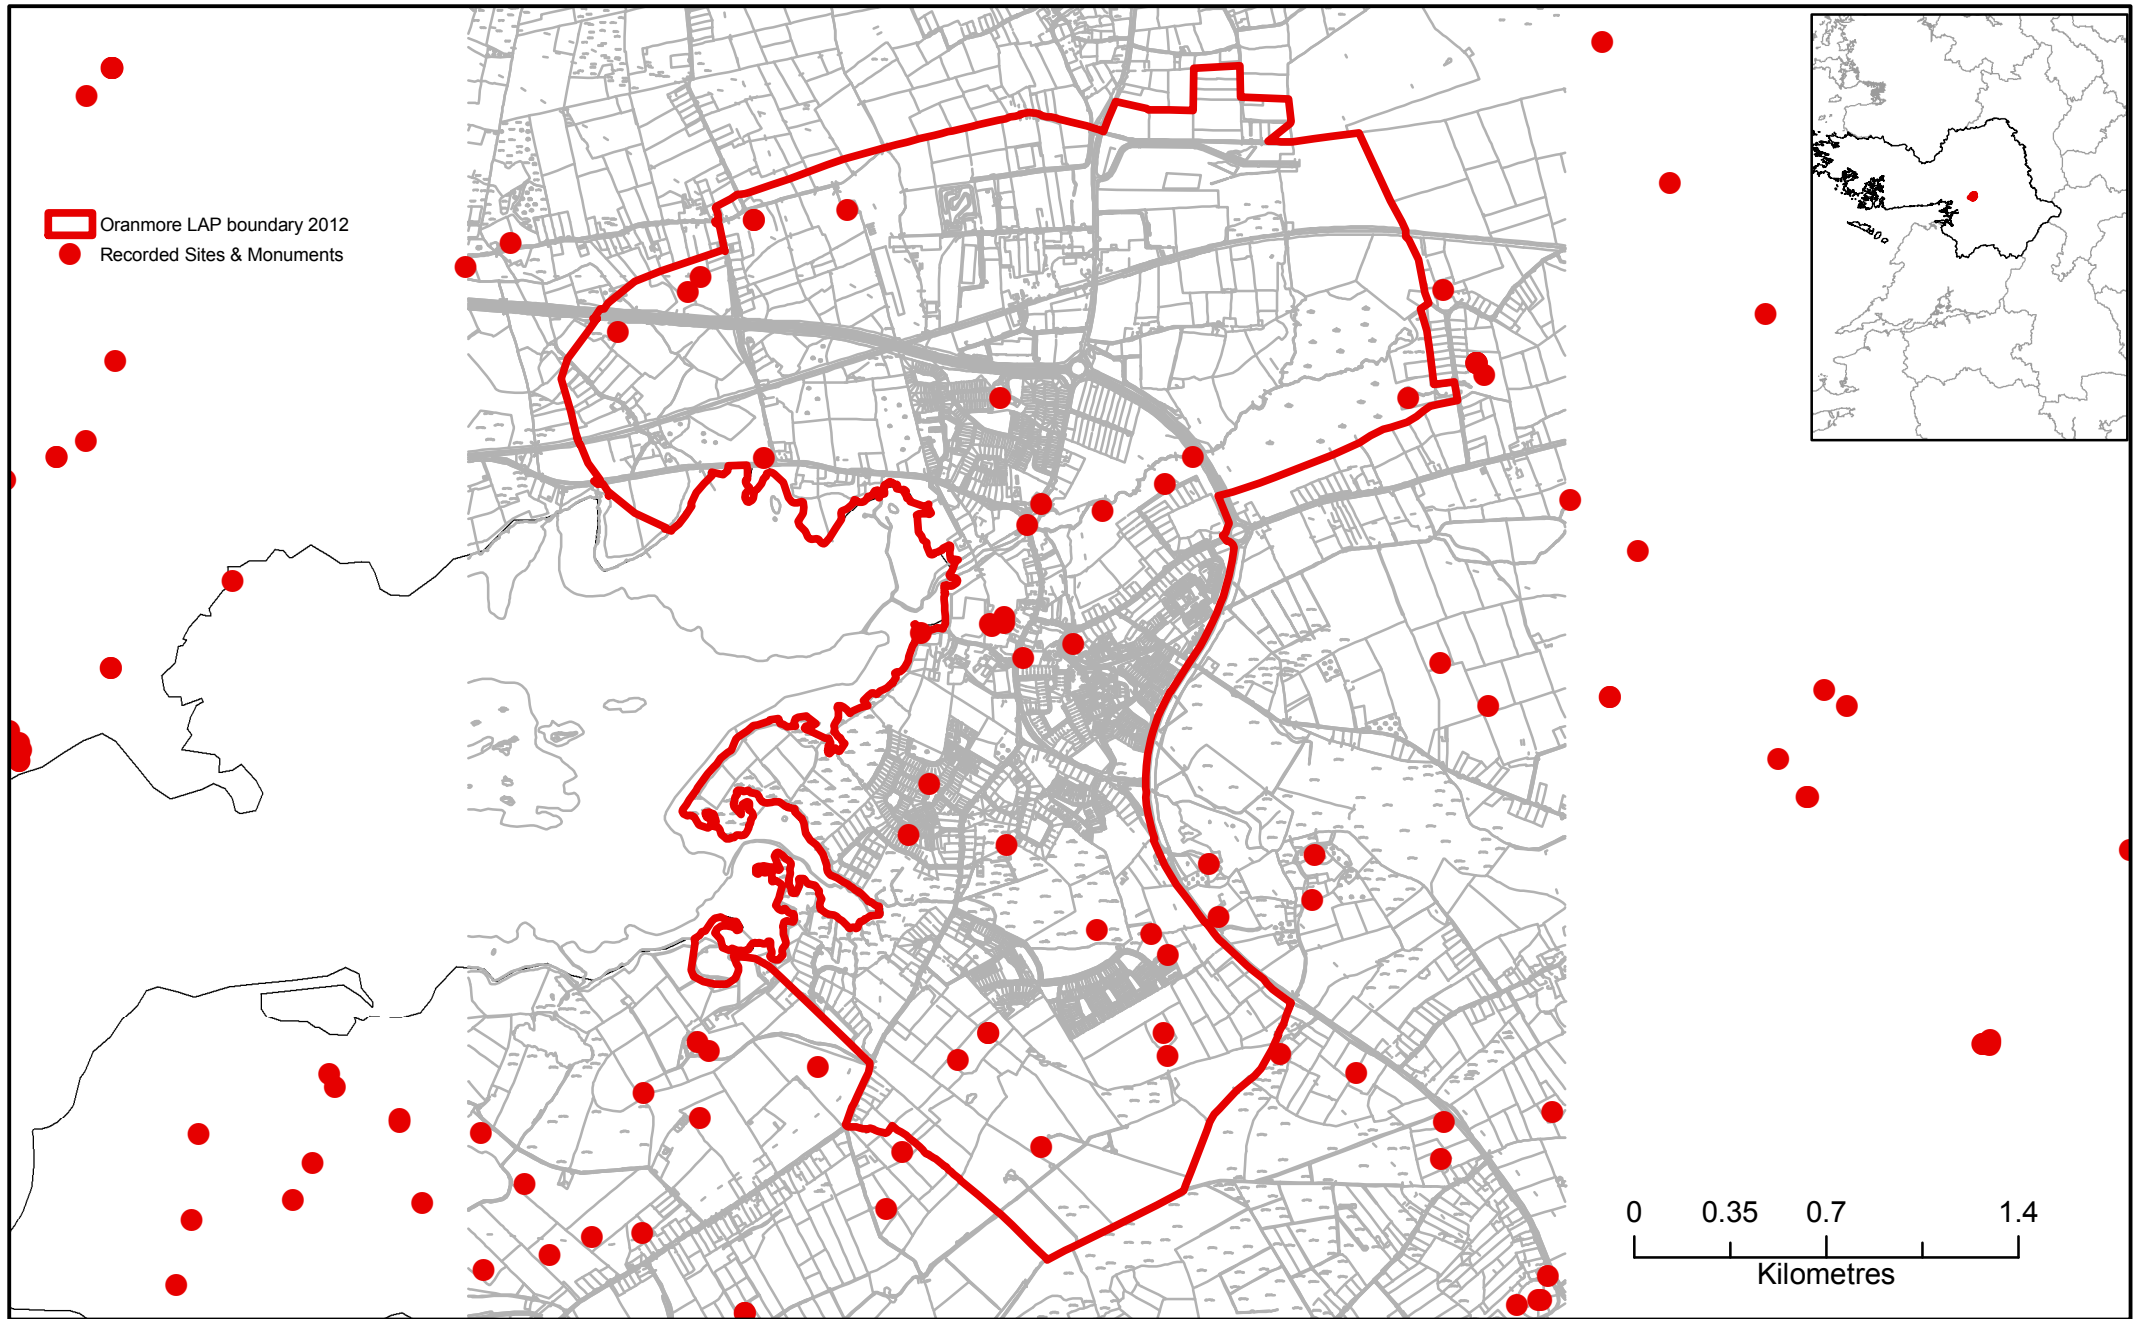 Oranmore LAP boundary 2012
Recorded Sites & Monuments
0 0.35 0.7 1.4
Kilometres